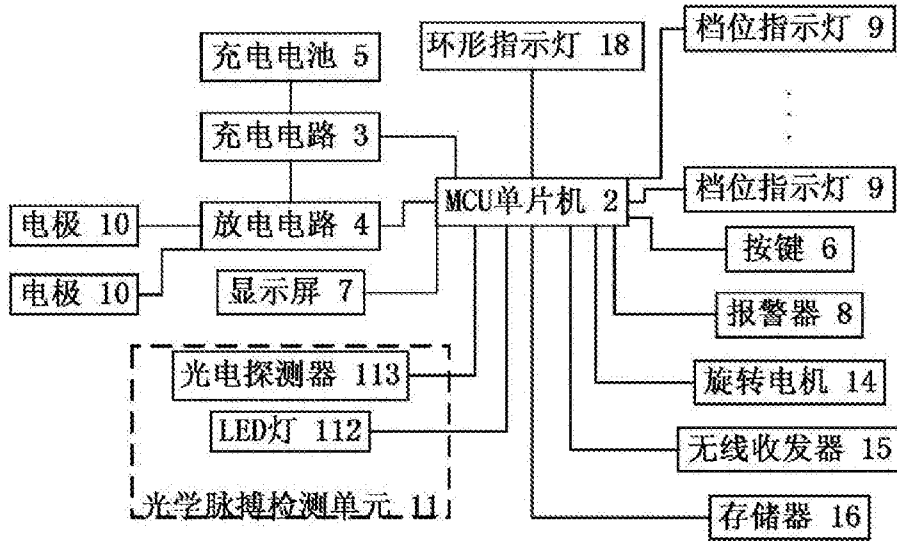 充电电池 5
环形指示灯 18
档位指示灯 9
充电电路 3
MCU单片机 2
档位指示灯 9
电极 10
放电电路 4
按键 6
电极 10
显示屏 7
报警器 8
光电探测器 113
旋转电机 14
LED灯 112
无线收发器 15
光学脉搏检测单元 11
存储器 16